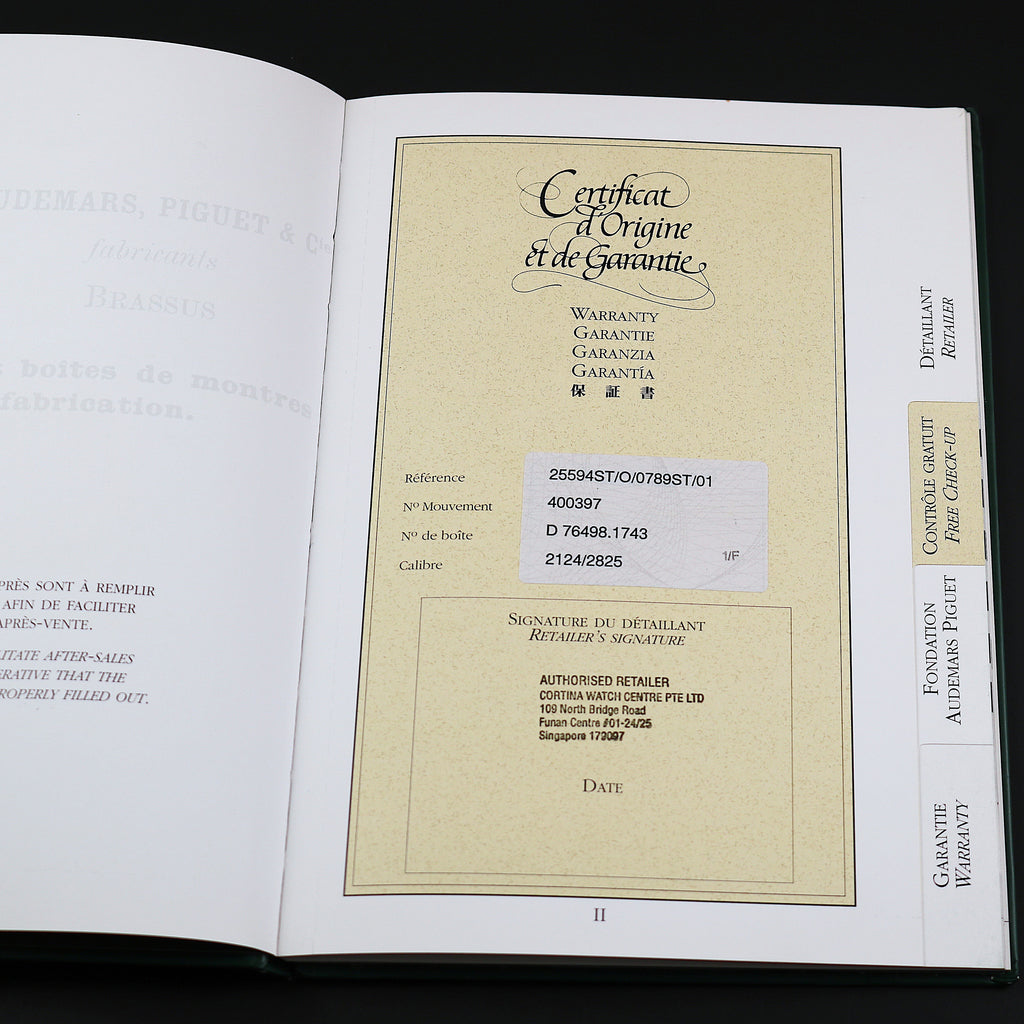 UDEMARS, PIGUET & Cie
fabricants
BRASSUS
boîtes de montres
fabrication.
PRÈS SONT À REMPLIR
AFIN DE FACILITER
APRÈS-VENTE.
ITATE AFTER-SALES
ERATIVE THAT THE
ROPERLY FILLED OUT.
Certificat
d'Origine
et de Garantie
WARRANTY
GARANTIE
GARANZIA
GARANTÍA
保 証 書
Référence 25594ST/O/0789ST/01
Nº Mouvement 400397
Nº de boîte D 76498.1743
Calibre 2124/2825 1/F
SIGNATURE DU DÉTAILLANT
RETAILER'S SIGNATURE
AUTHORISED RETAILER
CORTINA WATCH CENTRE PTE LTD
109 North Bridge Road
Funan Centre #01-24/25
Singapore 179097
DATE
II
DÉTAILLANT
RETAILER
CONTRÔLE GRATUIT
FREE CHECK-UP
FONDATION
AUDEMARS PIGUET
GARANTIE
WARRANTY